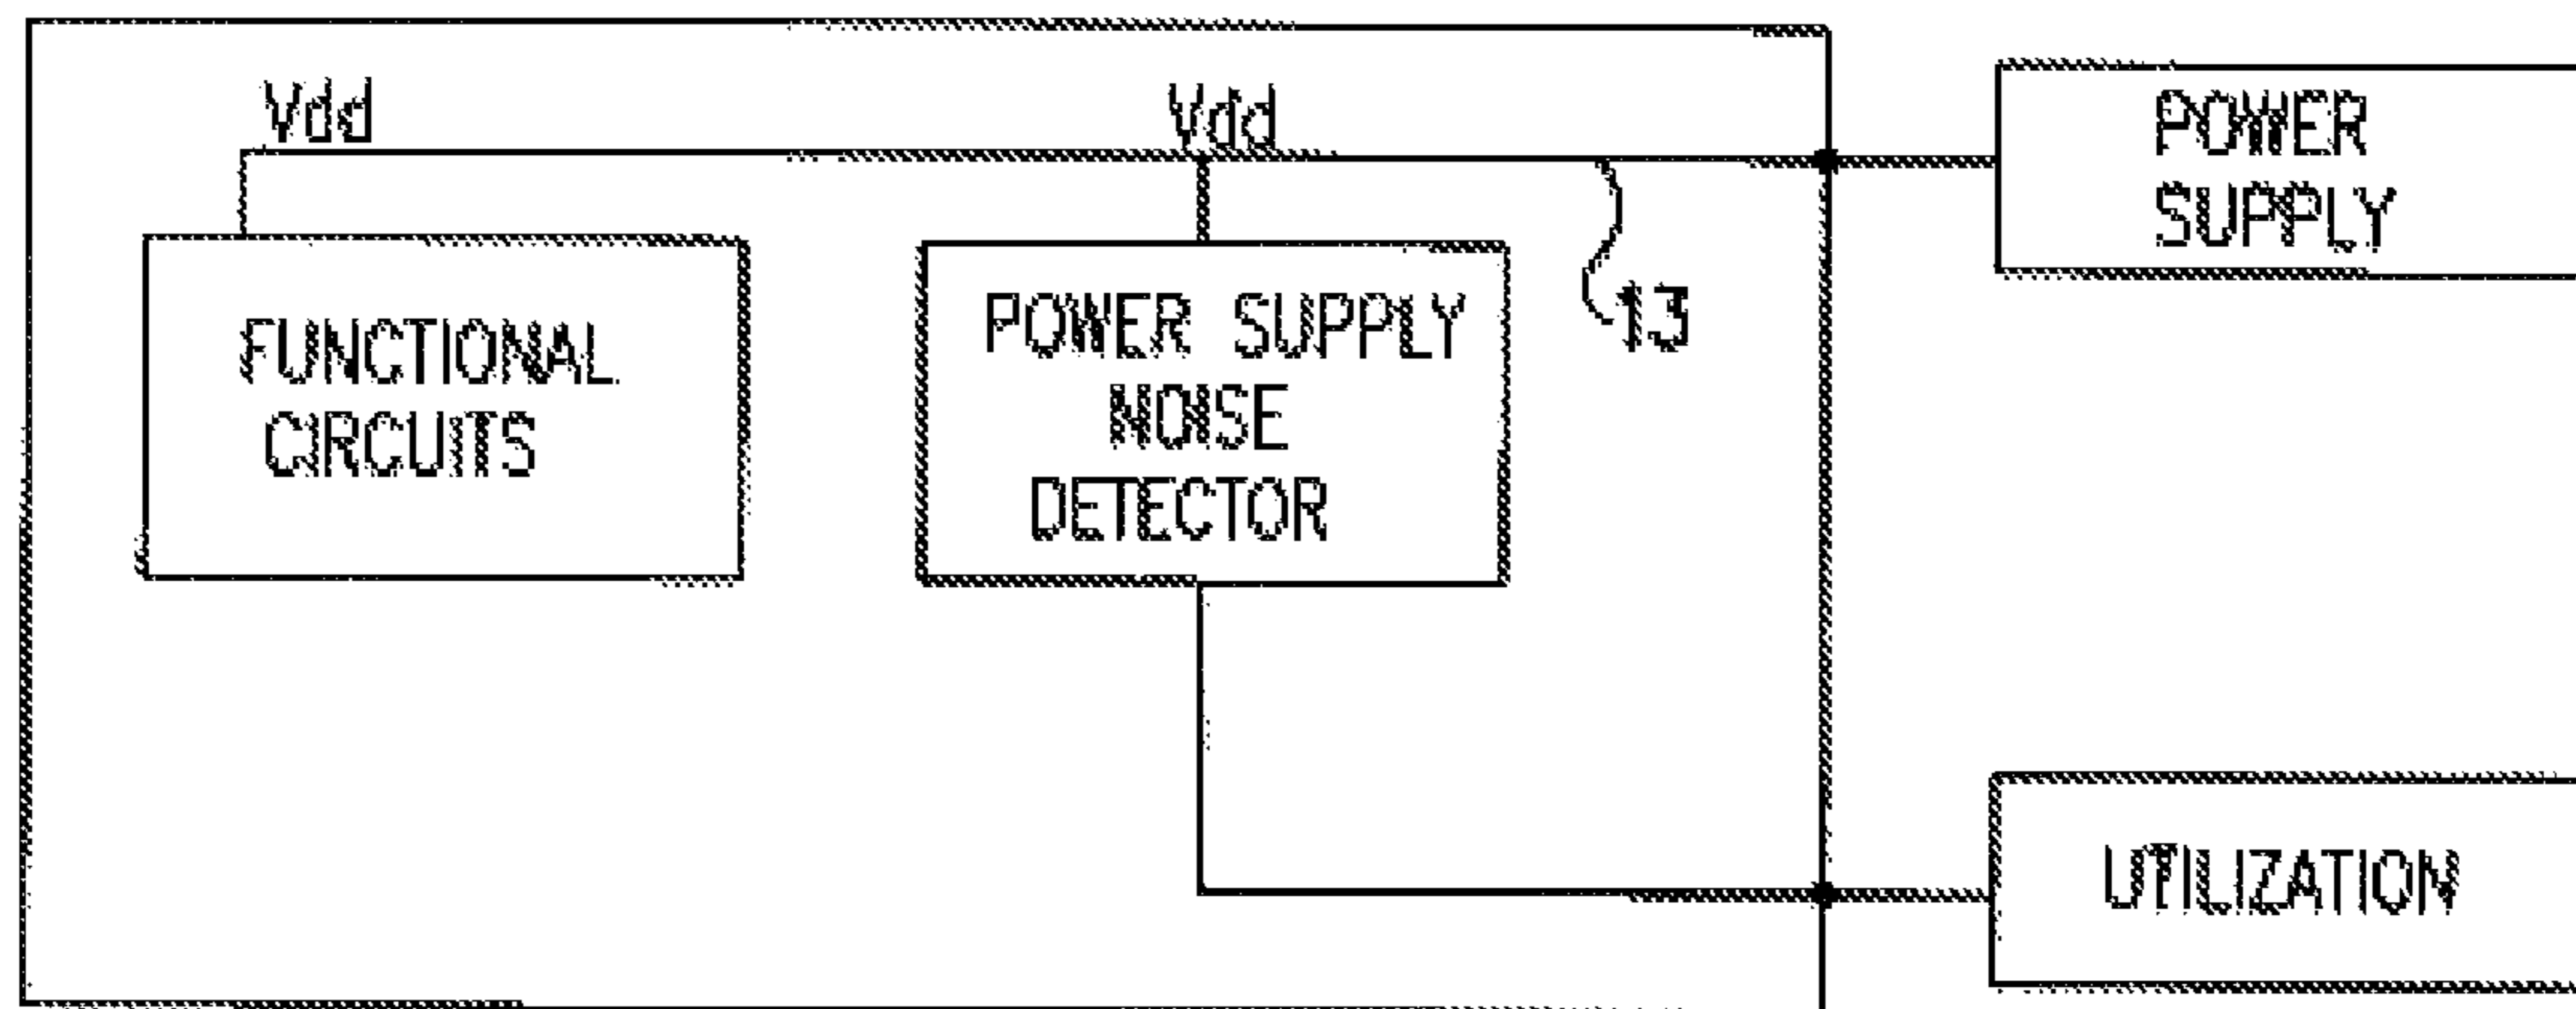 Vdd
Vdd
POWER
SUPPLY
FUNCTIONAL
CIRCUITS
POWER SUPPLY
NOISE
DETECTOR
13
UTILIZATION